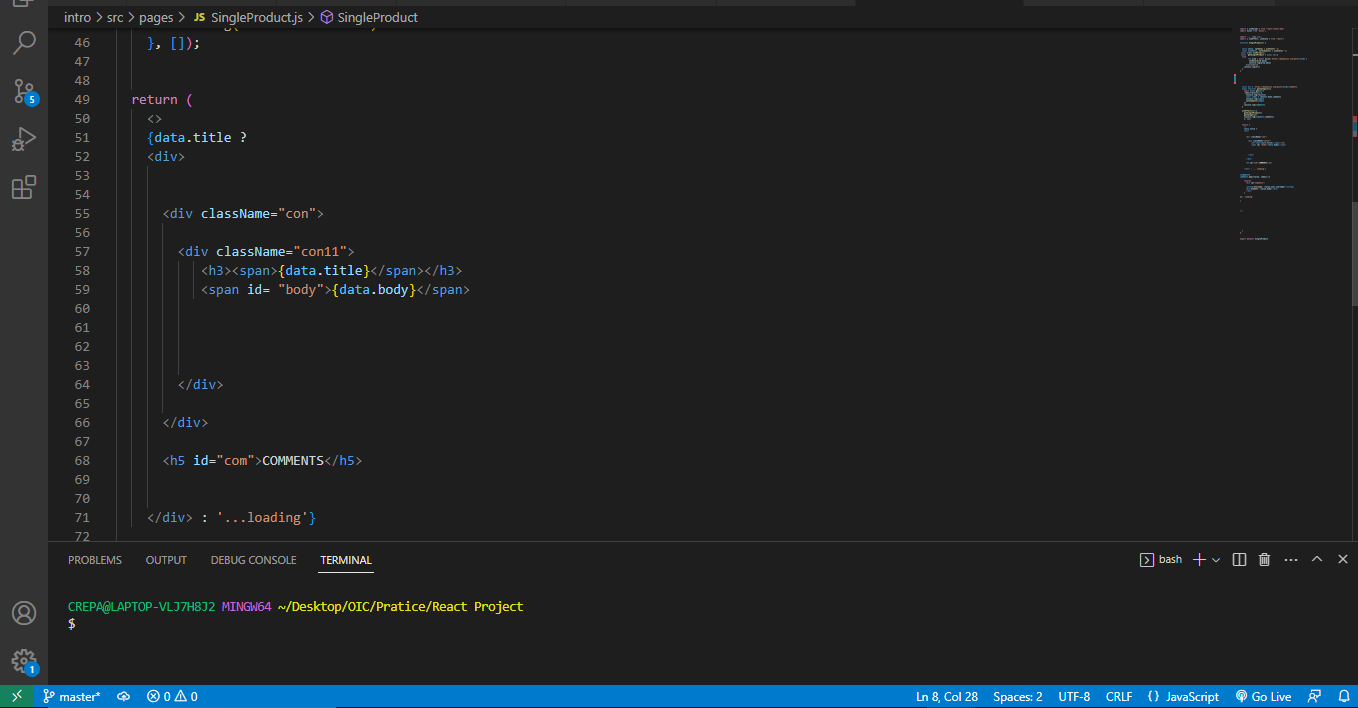 intro > src > pages > JS SingleProduct.js > SingleProduct
46 }, []);
47
48
49 return (
50 <>
51 {data.title ?
52 <div>
53
54
55 <div className="con">
56
57 <div className="con11">
58 <h3><span>{data.title}</span></h3>
59 <span id= "body">{data.body}</span>
60
61
62
63
64 </div>
65
66 </div>
67
68 <h5 id="com">COMMENTS</h5>
69
70
71 </div> : '...loading'}
72
5
PROBLEMS OUTPUT DEBUG CONSOLE TERMINAL bash
CREPA@LAPTOP-VLJ7H8J2 MINGW64 ~/Desktop/OIC/Pratice/React Project
$
1
master* 0 0 Ln 8, Col 28 Spaces: 2 UTF-8 CRLF {} JavaScript Go Live